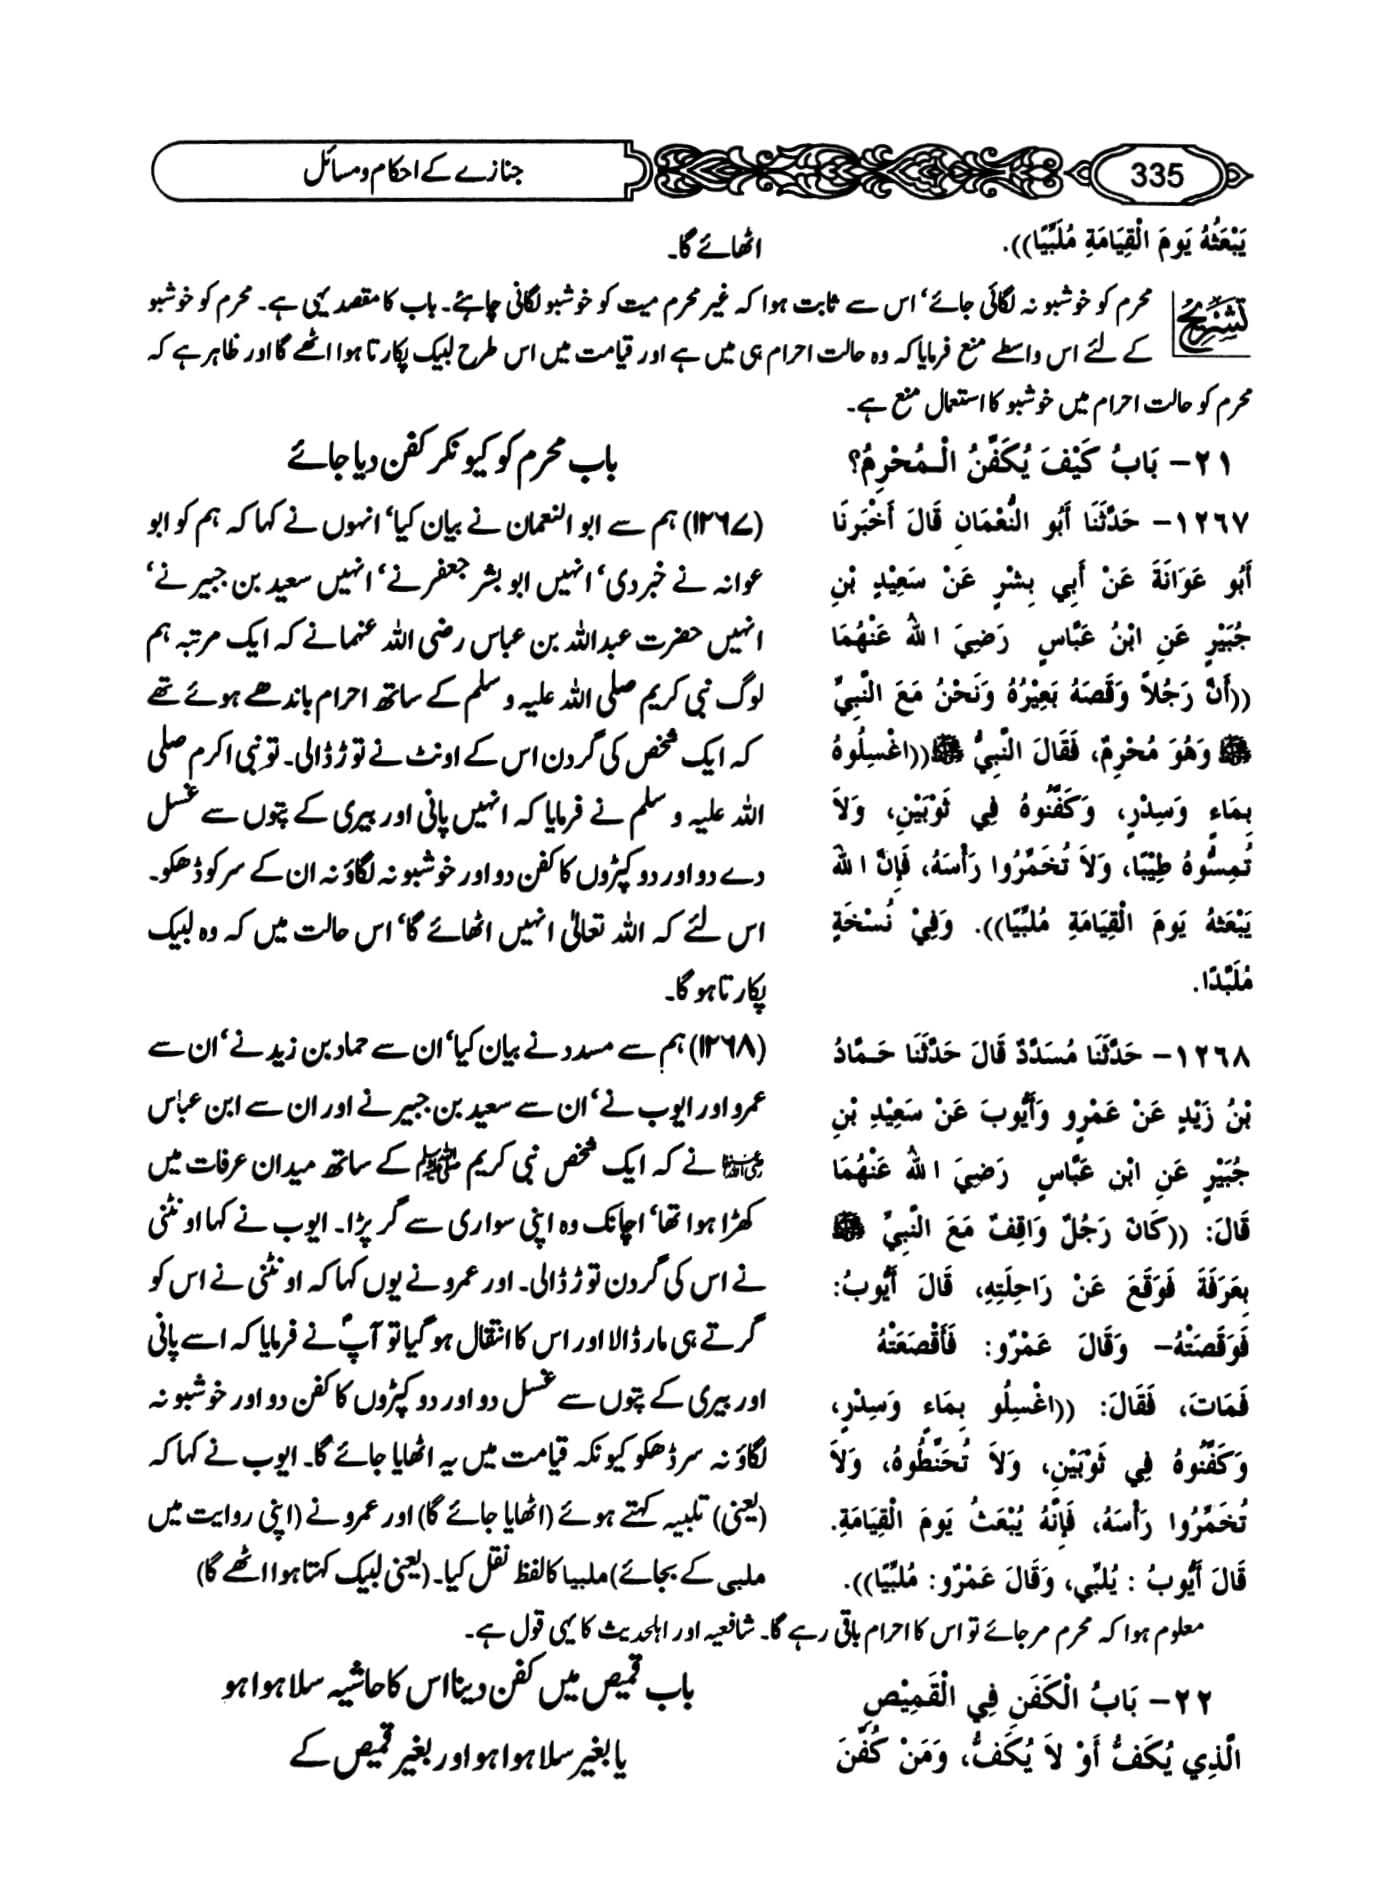 335
جنازے کے احکام و مسائل
يَبْعَثُهُ يَومَ الْقِيَامَةِ مُلَبِّيًا)).
اٹھائے گا۔
تشریح
محرم کو خوشبو نہ لگائی جائے‘ اس سے ثابت ہوا کہ غیر محرم میت کو خوشبو لگانی چاہئے۔ باب کا مقصد یہی ہے۔ محرم کو خوشبو
کے لئے اس واسطے منع فرمایا کہ وہ حالت احرام ہی میں ہے اور قیامت میں اس طرح لبیک پکارتا ہوا اٹھے گا اور ظاہر ہے کہ
محرم کو حالت احرام میں خوشبو کا استعمال منع ہے۔
٢١- بَابُ كَيْفَ يُكَفَّنُ الْـمُحْرِمُ؟
١٢٦٧- حَدَّثَنَا أَبُو النُّعْمَانِ قَالَ أَخْبَرنَا
أَبُو عَوَانَةَ عَنْ أَبِي بِشْرٍ عَنْ سَعِيْدٍ بْنِ
جُبَيْرٍ عَنِ ابْنُ عَبَّاسٍ رَضِيَ ا للهُ عَنْهُمَا
((أَنَّ رَجُلاً وَقَصَهُ بَعِيْرُهُ وَنَحْنُ مَعَ النَّبِيِّ
ﷺ وَهُوَ مُحْرِمٌ، فَقَالَ النَّبِيُّ ﷺ((اغْسِلُوهُ
بِمَاءٍ وَسِدْرٍ، وَكَفِّنُوهُ فِي ثَوْبَيْنِ، وَلاَ
تُمِسُّوهُ طِيْبًا، وَلاَ تُخَمِّرُوا رَأْسَهُ، فَإِنَّ ا للهَ
يَبْعَثهُ يَومَ الْقِيَامَةِ مُلبِّيًا)). وَفِيْ نُسْخَةٍ
مُلَبِّدًا.
باب محرم کو کیونکر کفن دیا جائے
(۱۲۶۷) ہم سے ابو النعمان نے بیان کیا‘ انہوں نے کہا کہ ہم کو ابو
عوانہ نے خبر دی‘ انہیں ابو بشر جعفر نے‘ انہیں سعید بن جبیر نے‘
انہیں حضرت عبداللہ بن عباس رضی اللہ عنہما نے کہ ایک مرتبہ ہم
لوگ نبی کریم صلی اللہ علیہ و سلم کے ساتھ احرام باندھے ہوئے تھے
کہ ایک شخص کی گردن اس کے اونٹ نے توڑ ڈالی۔ تو نبی اکرم صلی
اللہ علیہ و سلم نے فرمایا کہ انہیں پانی اور بیری کے پتوں سے غسل
دے دو اور دو کپڑوں کا کفن دو اور خوشبو نہ لگاؤ نہ ان کے سر کو ڈھکو۔
اس لئے کہ اللہ تعالیٰ انہیں اٹھائے گا‘ اس حالت میں کہ وہ لبیک
پکارتا ہو گا۔
١٢٦٨- حَدَّثَنَا مُسَدَّدٌ قَالَ حَدَّثَنَا حَـمَّادُ
بْنُ زَيْدٍ عَنْ عَمْرٍو وَأَيُّوبَ عَنْ سَعِيْدِ بْنِ
جُبَيْرٍ عَنِ ابْن عَبَّاسٍ رَضِيَ ا للهُ عَنْهُمَا
قَالَ: ((كَانَ رَجُلٌ وَاقِفٌ مَعَ النَّبِيِّ ﷺ
بِعَرَفَةَ فَوَقَعَ عَنْ رَاحِلَتِهِ، قَالَ أَيُّوبُ:
فَوَقَصَتْهُ- وَقَالَ عَمْرٌو: فَأَقْصَعَتْهُ
فَمَاتَ، فَقَالَ: ((اغْسِلُو بِمَاءٍ وَسِدْرٍ،
وَكَفِّنُوهُ فِي ثَوْبَيْنِ، وَلاَ تُحَنِّطُوهُ، وَلاَ
تُخَمِّرُوا رَأْسَهُ، فَإِنَّهُ يُبْعَثُ يَومَ الْقِيَامَةِ.
قَالَ أَيُّوبُ : يُلبِّي، وَقَالَ عَمْرٌو: مُلبِّيًا)).
(۱۲۶۸) ہم سے مسدد نے بیان کیا‘ ان سے حماد بن زید نے‘ ان سے
عمرو اور ایوب نے‘ ان سے سعید بن جبیر نے اور ان سے ابن عباس
رضی اللہ عنہما نے کہ ایک شخص نبی کریم ﷺ کے ساتھ میدان عرفات میں
کھڑا ہوا تھا‘ اچانک وہ اپنی سواری سے گر پڑا۔ ایوب نے کہا اونٹنی
نے اس کی گردن توڑ ڈالی۔ اور عمرو نے یوں کہا کہ اونٹنی نے اس کو
گرتے ہی مار ڈالا اور اس کا انتقال ہو گیا تو آپؐ نے فرمایا کہ اسے پانی
اور بیری کے پتوں سے غسل دو اور دو کپڑوں کا کفن دو اور خوشبو نہ
لگاؤ نہ سر ڈھکو کیونکہ قیامت میں یہ اٹھایا جائے گا۔ ایوب نے کہا کہ
(یعنی) تلبیہ کہتے ہوئے (اٹھایا جائے گا) اور عمرو نے (اپنی روایت میں
ملبی کے بجائے) ملبیا کا لفظ نقل کیا۔ (یعنی لبیک کہتا ہوا اٹھے گا)
معلوم ہوا کہ محرم مر جائے تو اس کا احرام باقی رہے گا۔ شافعیہ اور اہلحدیث کا یہی قول ہے۔
٢٢- بَابُ الْكَفَنِ فِي الْقَمِيْصِ
الَّذِي يُكَفُّ أَوْ لاَ يُكَفُّ، وَمَنْ كُفِّنَ
باب قمیص میں کفن دینا اس کا حاشیہ سلا ہوا ہو
یا بغیر سلا ہوا ہو اور بغیر قمیص کے